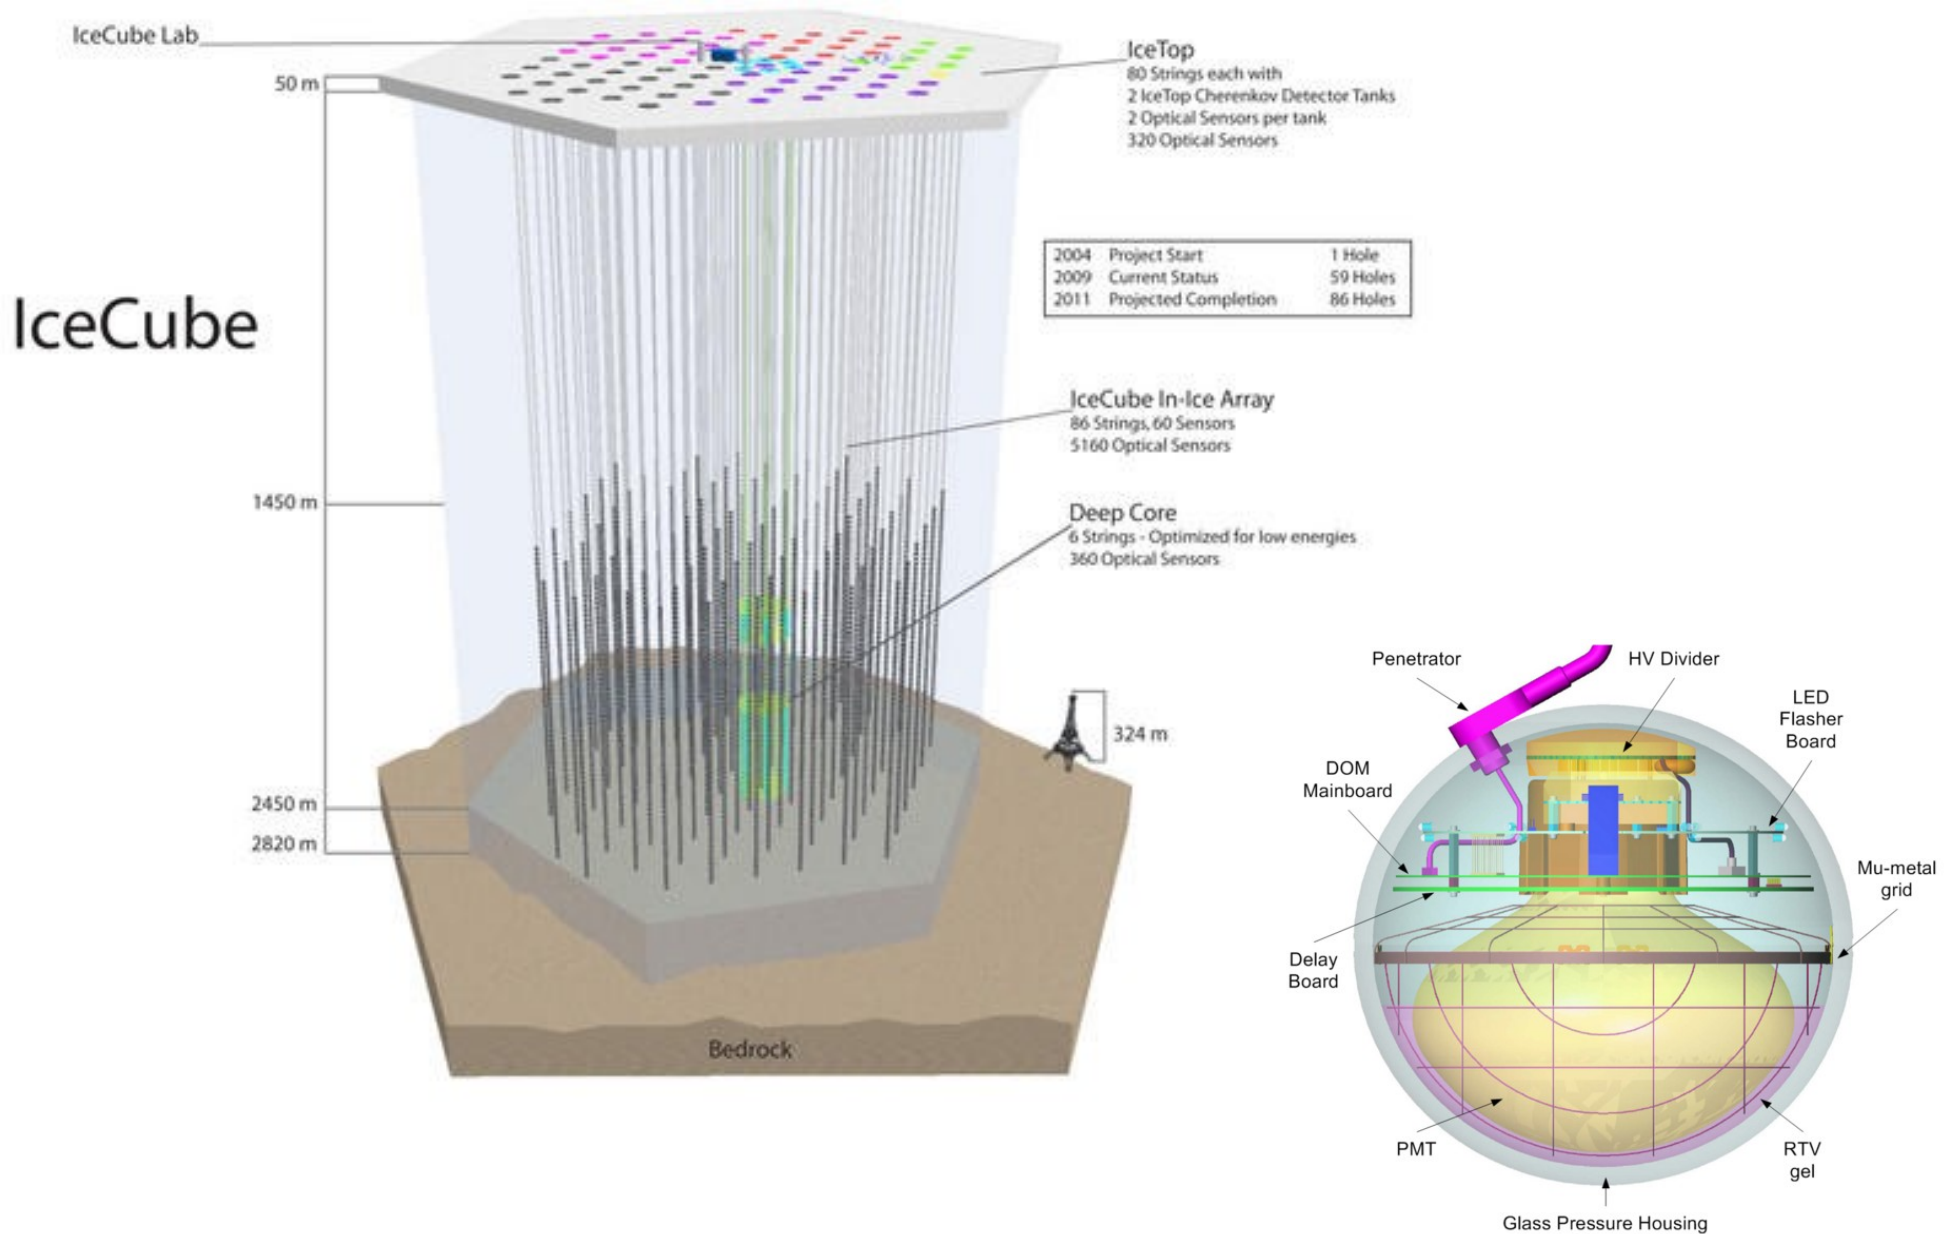 IceCube Lab
50 m
IceTop
80 Strings each with
2 IceTop Cherenkov Detector Tanks
2 Optical Sensors per tank
320 Optical Sensors
2004 Project Start 1 Hole
2009 Current Status 59 Holes
2011 Projected Completion 86 Holes
IceCube
IceCube In-Ice Array
86 Strings, 60 Sensors
5160 Optical Sensors
1450 m
Deep Core
6 Strings - Optimized for low energies
360 Optical Sensors
324 m
2450 m
2820 m
Bedrock
Penetrator
HV Divider
LED
Flasher
Board
DOM
Mainboard
Mu-metal
grid
Delay
Board
PMT
RTV
gel
Glass Pressure Housing